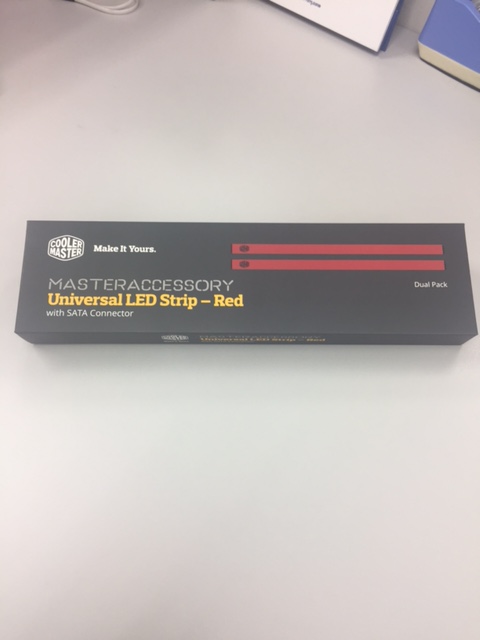 COOLER
MASTER
Make It Yours.
MASTERACCESSORY
Universal LED Strip – Red
with SATA Connector
Dual Pack
Universal LED Strip – Red